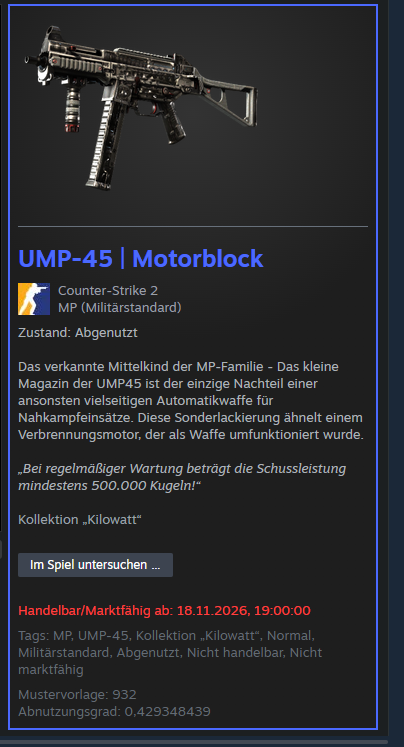 UMP-45 | Motorblock
Counter-Strike 2
MP (Militärstandard)
Zustand: Abgenutzt
Das verkannte Mittelkind der MP-Familie - Das kleine
Magazin der UMP45 ist der einzige Nachteil einer
ansonsten vielseitigen Automatikwaffe für
Nahkampfeinsätze. Diese Sonderlackierung ähnelt einem
Verbrennungsmotor, der als Waffe umfunktioniert wurde.
„Bei regelmäßiger Wartung beträgt die Schussleistung
mindestens 500.000 Kugeln!“
Kollektion „Kilowatt“
Im Spiel untersuchen ...
Handelbar/Marktfähig ab: 18.11.2026, 19:00:00
Tags: MP, UMP-45, Kollektion „Kilowatt“, Normal,
Militärstandard, Abgenutzt, Nicht handelbar, Nicht
marktfähig
Mustervorlage: 932
Abnutzungsgrad: 0,429348439